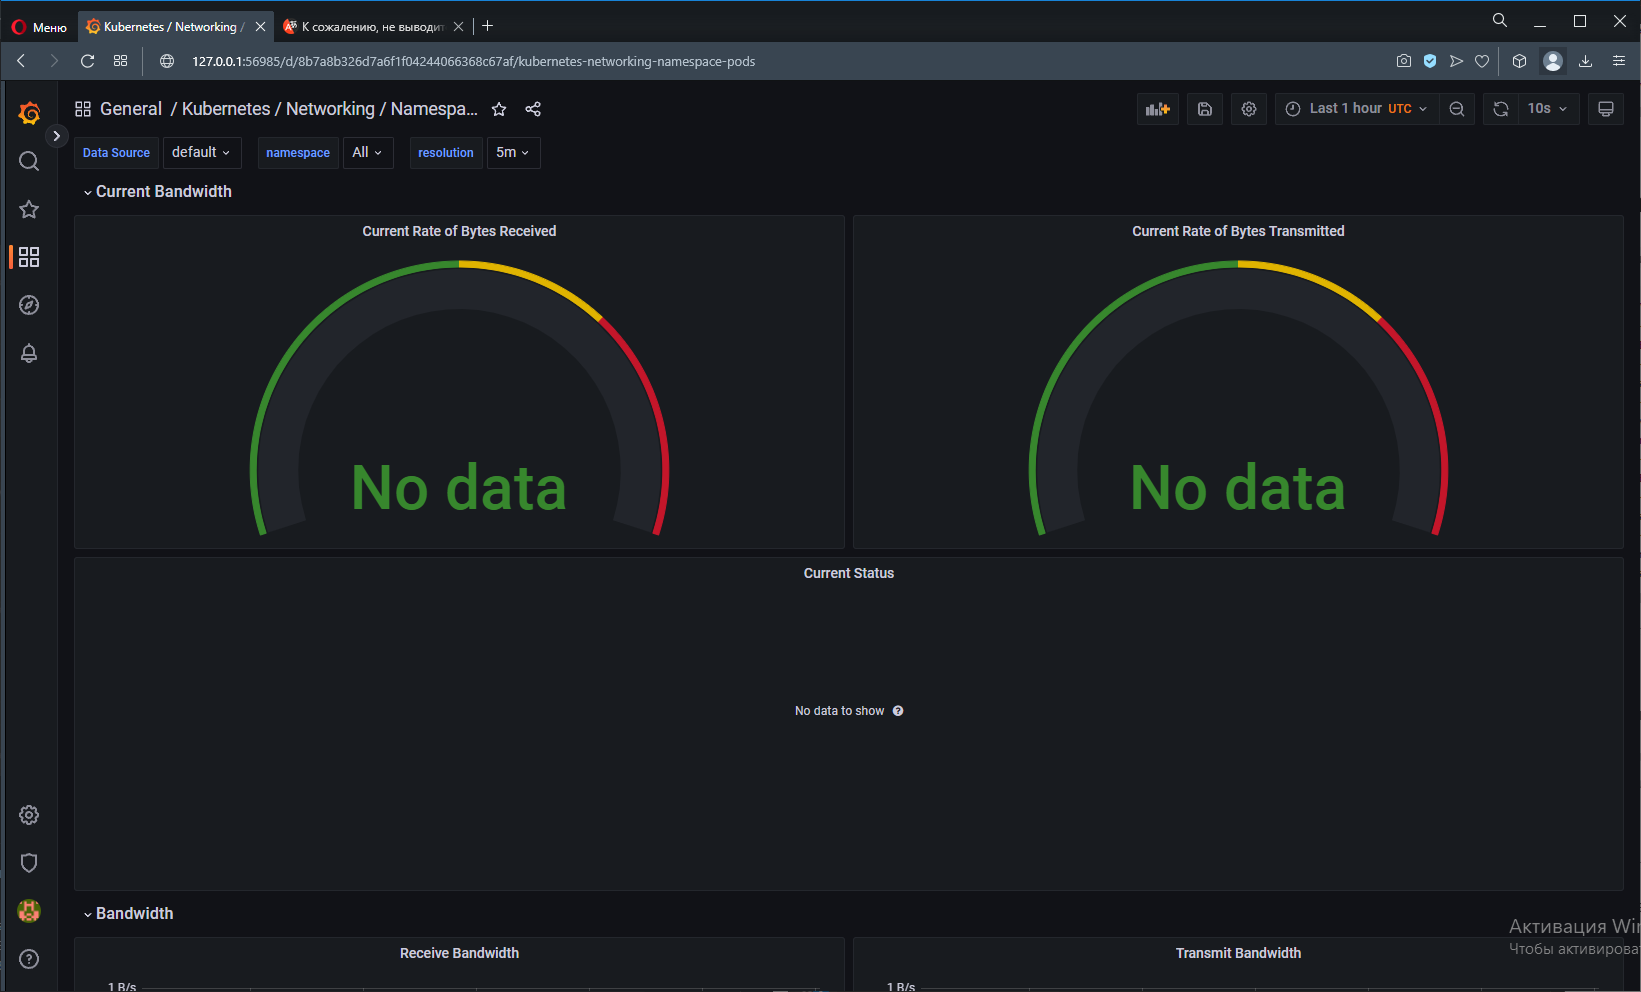 Меню
Kubernetes / Networking /
К сожалению, не выводит
127.0.0.1:56985/d/8b7a8b326d7a6f1f04244066368c67af/kubernetes-networking-namespace-pods
General / Kubernetes / Networking / Namespa...
Last 1 hour UTC
10s
Data Source default namespace All resolution 5m
Current Bandwidth
Current Rate of Bytes Received
Current Rate of Bytes Transmitted
No data
No data
Current Status
No data to show
Bandwidth
Активация Win
Чтобы активирова
Receive Bandwidth
Transmit Bandwidth
1 B/s
1 B/s